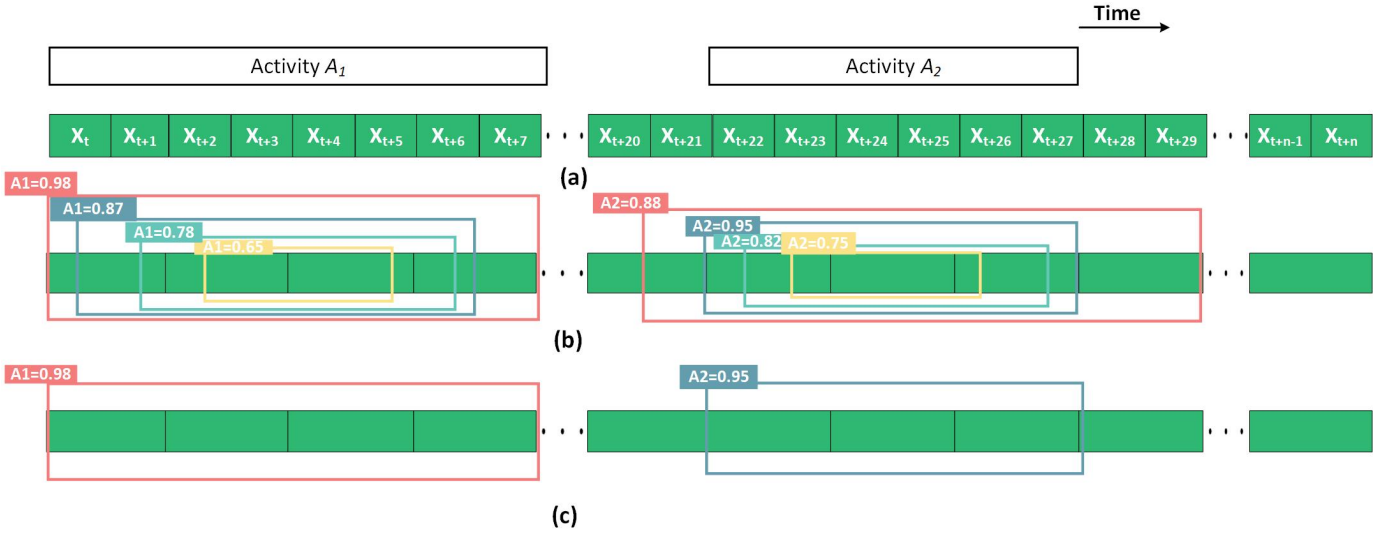 Time
Activity A1 Activity A2
Xt Xt+1 Xt+2 Xt+3 Xt+4 Xt+5 Xt+6 Xt+7 . . . Xt+20 Xt+21 Xt+22 Xt+23 Xt+24 Xt+25 Xt+26 Xt+27 Xt+28 Xt+29 . . . Xt+n-1 Xt+n
(a)
A1=0.98
A1=0.87
A1=0.78
A1=0.65
A2=0.88
A2=0.95
A2=0.82
A2=0.75
. . . . . .
(b)
A1=0.98 A2=0.95
. . . . . .
(c)